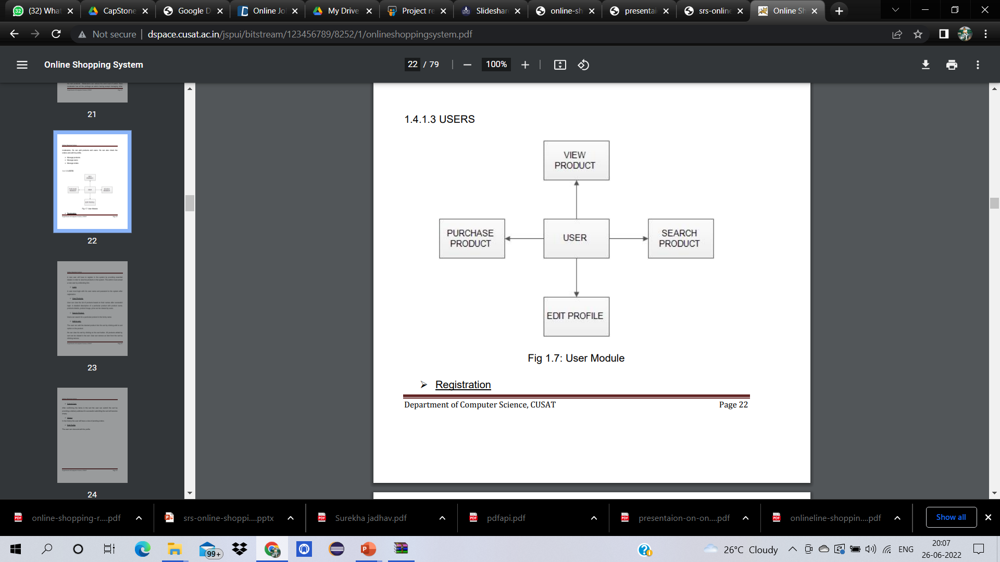 (32) What
CapStone
Google D
Online Jo
My Drive
Project re
Slideshar
online-sh
presentai
srs-online
Online Sh
Not secure
dspace.cusat.ac.in/jspui/bitstream/123456789/8252/1/onlineshoppingsystem.pdf
Online Shopping System
22 / 79
100%
21
22
23
24
1.4.1.3 USERS
VIEW
PRODUCT
PURCHASE
PRODUCT
USER
SEARCH
PRODUCT
EDIT PROFILE
Fig 1.7: User Module
➢ Registration
Department of Computer Science, CUSAT
Page 22
online-shopping-r....pdf
srs-online-shoppi....pptx
Surekha jadhav.pdf
pdfapi.pdf
presentaion-on-on....pdf
onlineline-shoppin....pdf
Show all
99+
26°C Cloudy
ENG
20:07
26-06-2022